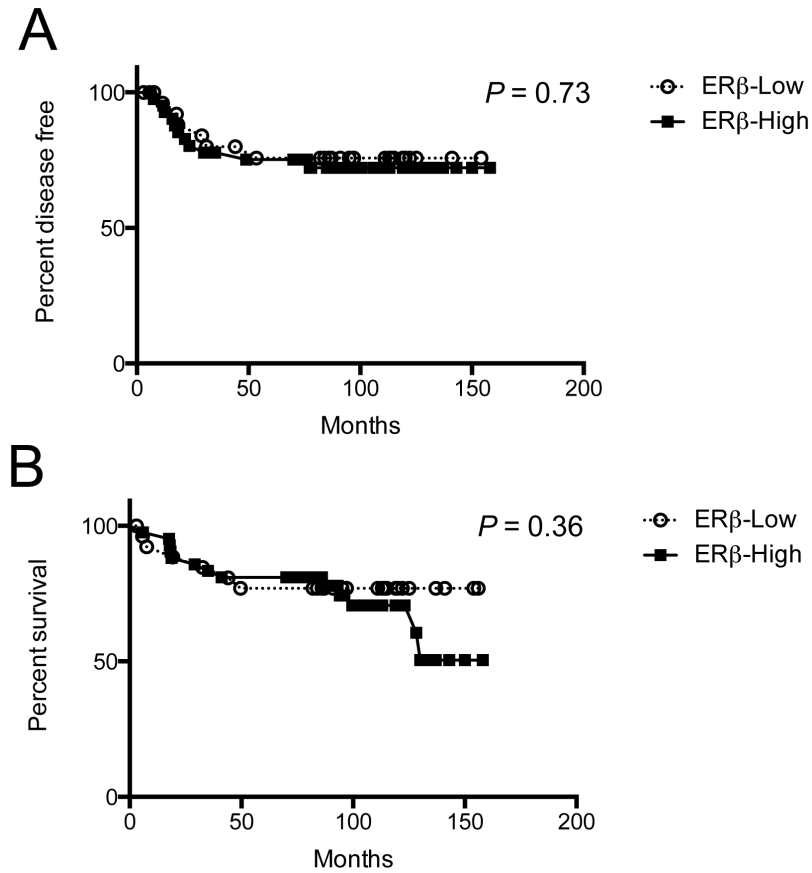 A
P = 0.73
ERβ-Low
ERβ-High
Percent disease free
100
50
0
0 50 100 150 200
Months
B
P = 0.36
ERβ-Low
ERβ-High
Percent survival
100
50
0
0 50 100 150 200
Months